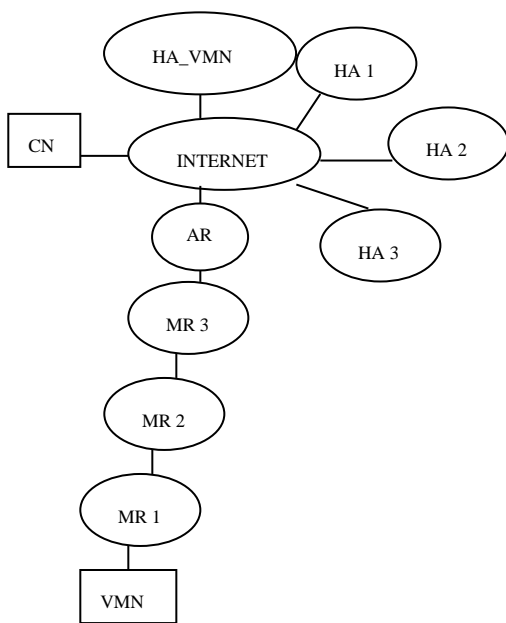 HA_VMN
HA 1
CN
INTERNET
HA 2
AR
HA 3
MR 3
MR 2
MR 1
VMN